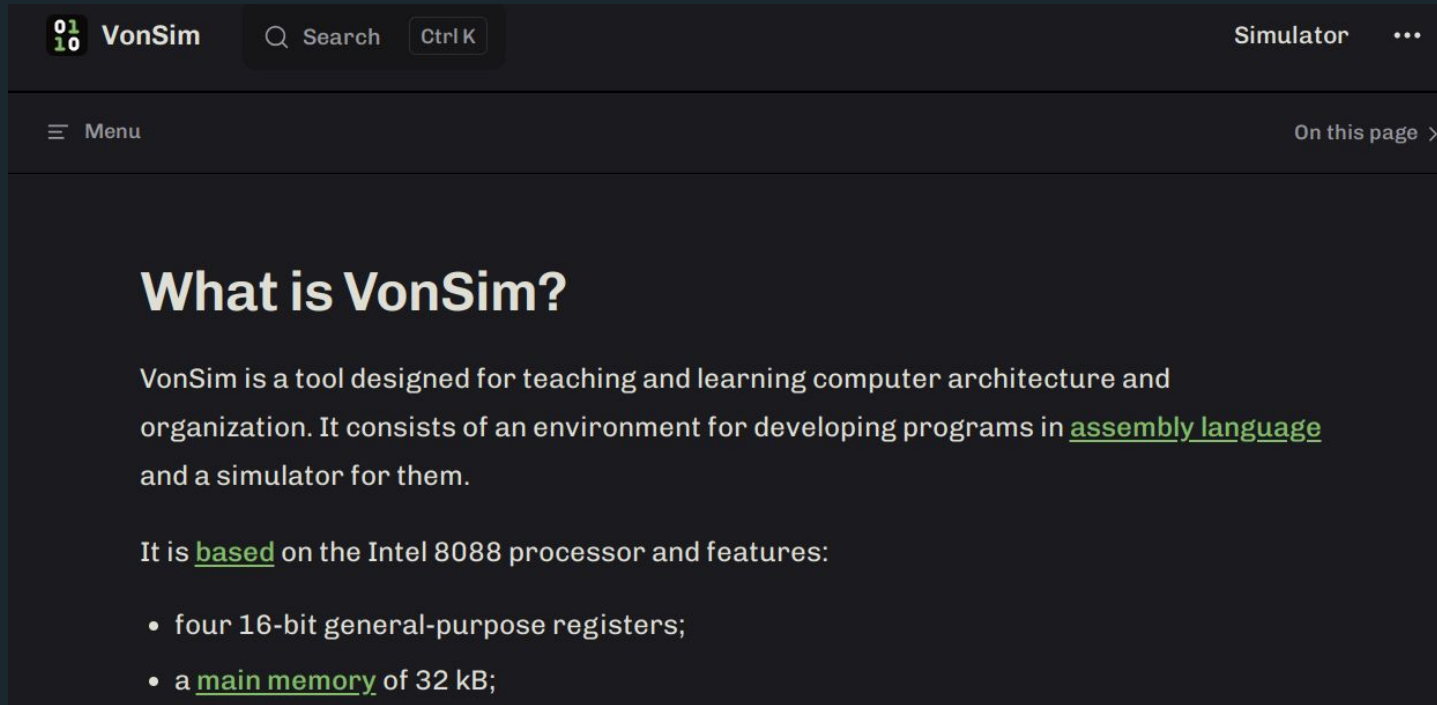 01
10
VonSim
Search
Ctrl K
Simulator
Menu
On this page
What is VonSim?
VonSim is a tool designed for teaching and learning computer architecture and
organization. It consists of an environment for developing programs in assembly language
and a simulator for them.
It is based on the Intel 8088 processor and features:
• four 16-bit general-purpose registers;
• a main memory of 32 kB;